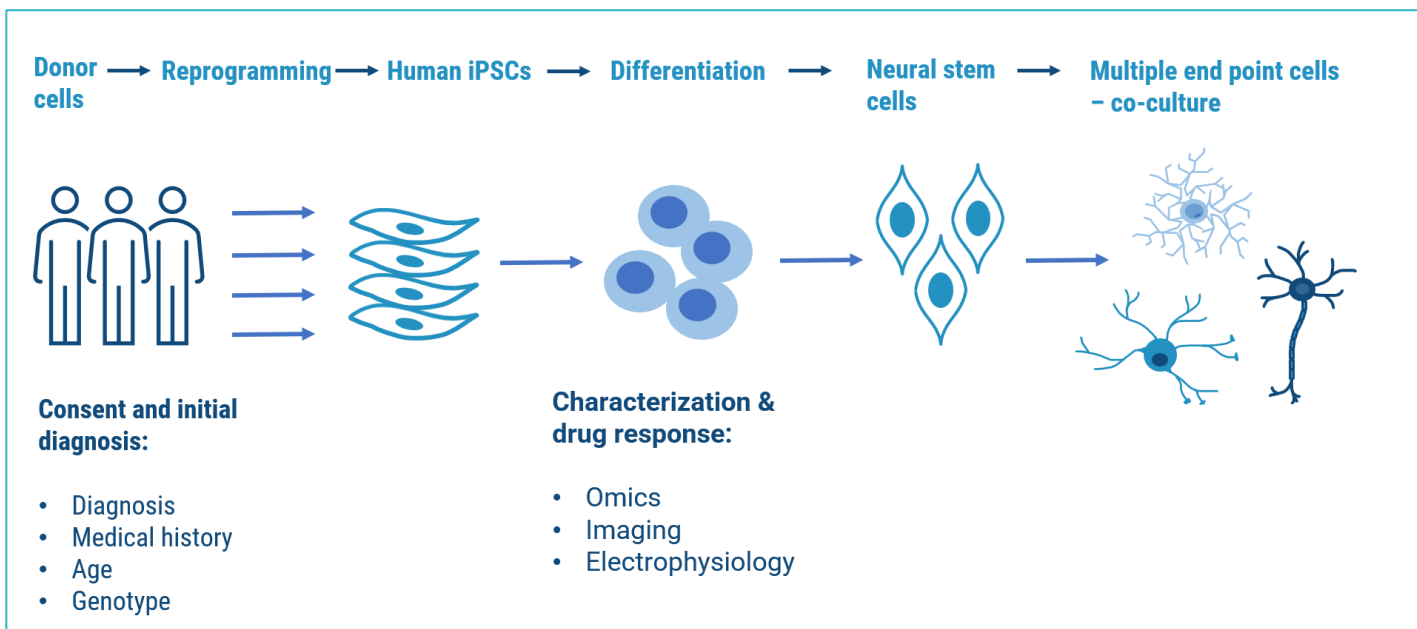 Donor cells
Reprogramming
Human iPSCs
Differentiation
Neural stem cells
Multiple end point cells
– co-culture
Consent and initial
diagnosis:
• Diagnosis
• Medical history
• Age
• Genotype
Characterization &
drug response:
• Omics
• Imaging
• Electrophysiology